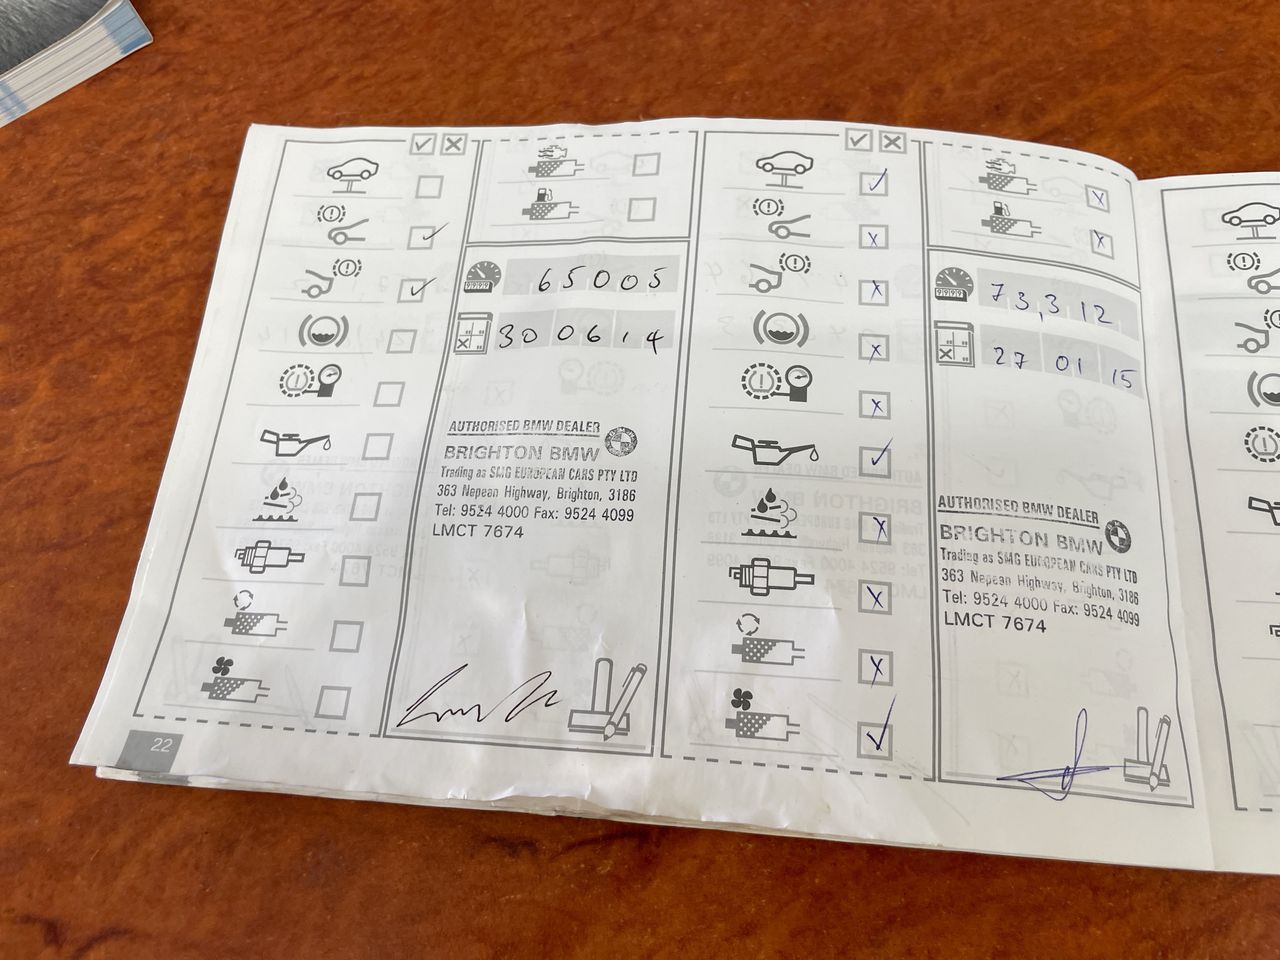 65005
30 06 14
AUTHORISED BMW DEALER
BRIGHTON BMW
Trading as SMG EUROPEAN CARS PTY LTD
363 Nepean Highway, Brighton, 3186
Tel: 9524 4000 Fax: 9524 4099
LMCT 7674
22
73,312
27 01 15
AUTHORISED BMW DEALER
BRIGHTON BMW
Trading as SMG EUROPEAN CARS PTY LTD
363 Nepean Highway, Brighton, 3186
Tel: 9524 4000 Fax: 9524 4099
LMCT 7674